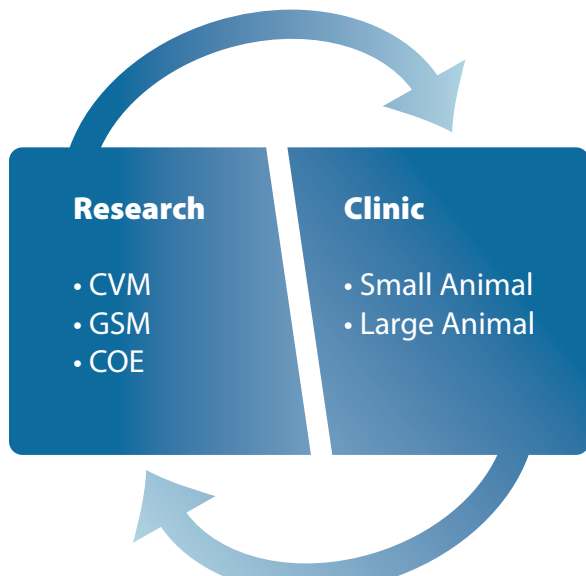 Research
• CVM
• GSM
• COE
Clinic
• Small Animal
• Large Animal